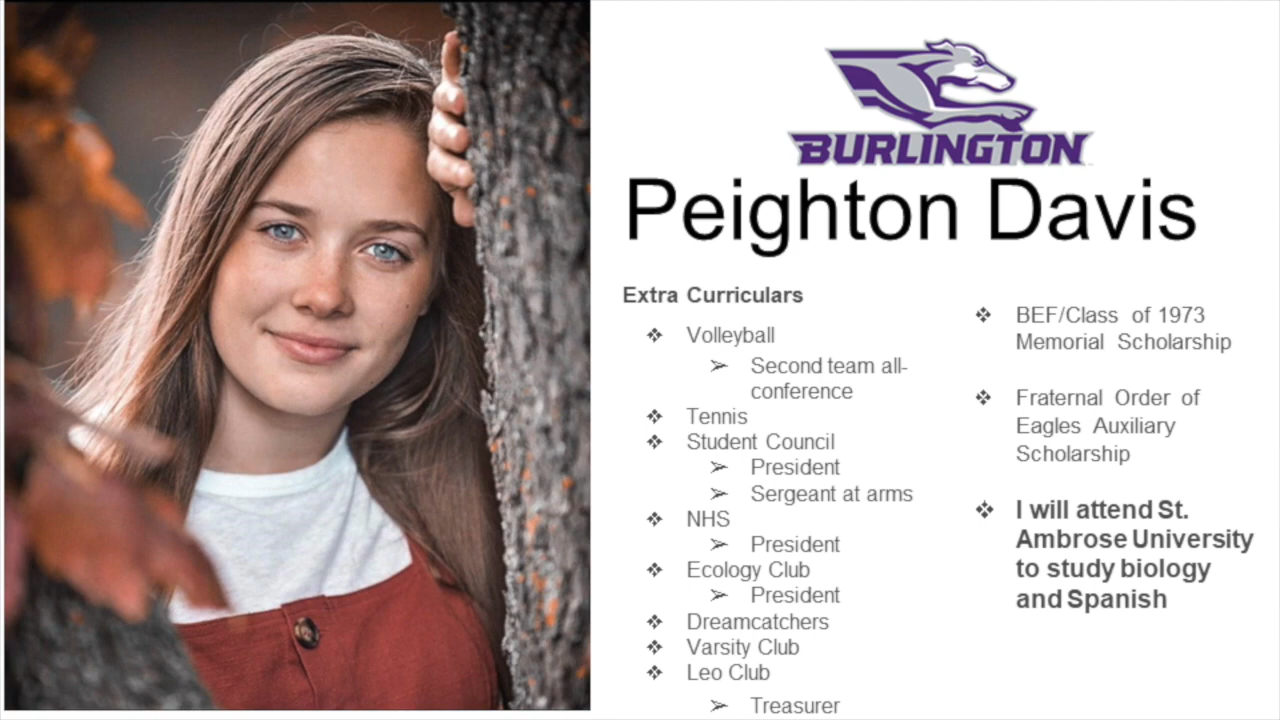 BURLINGTON
Peighton Davis
Extra Curriculars
Volleyball
Second team all-
conference
Tennis
Student Council
President
Sergeant at arms
NHS
President
Ecology Club
President
Dreamcatchers
Varsity Club
Leo Club
Treasurer
BEF/Class of 1973
Memorial Scholarship
Fraternal Order of
Eagles Auxiliary
Scholarship
I will attend St.
Ambrose University
to study biology
and Spanish